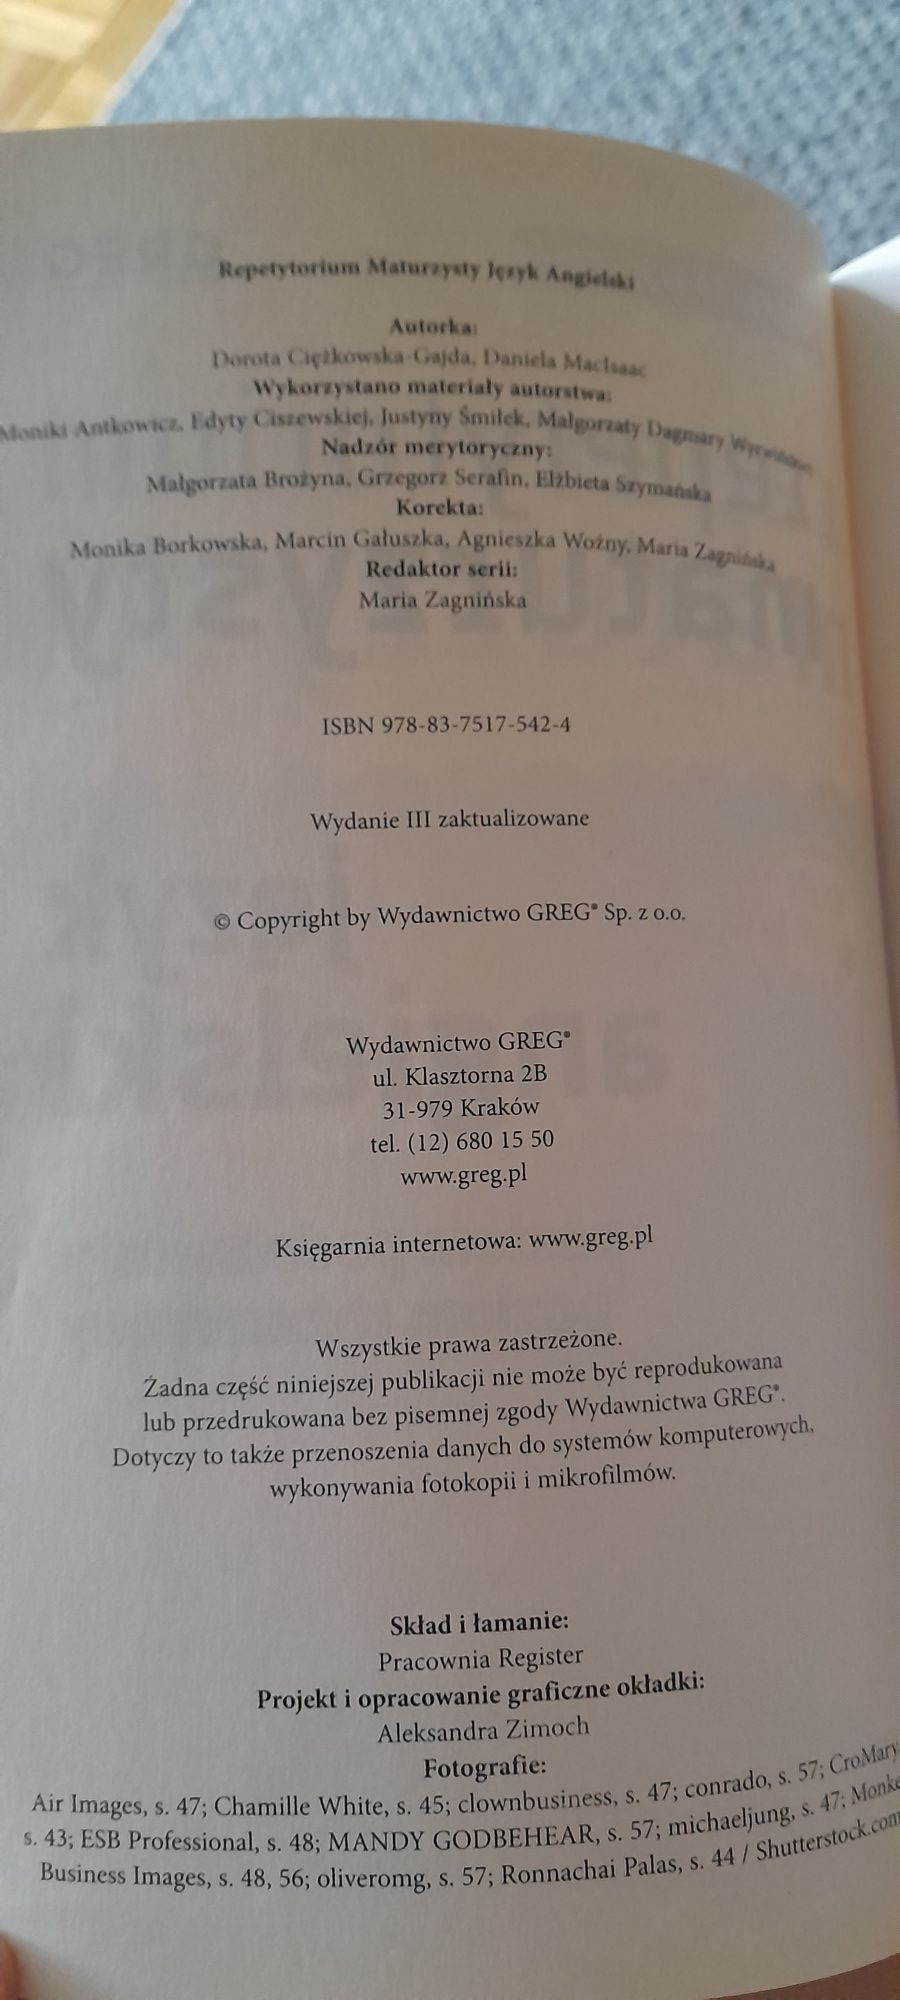 Repetytorium Maturzysty Język Angielski
Autorka:
Dorota Ciężkowska-Gajda, Daniela MacIsaac
Wykorzystano materiały autorstwa:
Moniki Antkowicz, Edyty Ciszewskiej, Justyny Śmiłek, Małgorzaty Dagmary
Nadzór merytoryczny:
Małgorzata Brożyna, Grzegorz Serafin, Elżbieta Szymańska
Korekta:
Monika Borkowska, Marcin Gałuszka, Agnieszka Woźny, Maria Zagnińska
Redaktor serii:
Maria Zagnińska
ISBN 978-83-7517-542-4
Wydanie III zaktualizowane
© Copyright by Wydawnictwo GREG® Sp. z o.o.
Wydawnictwo GREG®
ul. Klasztorna 2B
31-979 Kraków
tel. (12) 680 15 50
www.greg.pl
Księgarnia internetowa: www.greg.pl
Wszystkie prawa zastrzeżone.
Żadna część niniejszej publikacji nie może być reprodukowana
lub przedrukowana bez pisemnej zgody Wydawnictwa GREG®.
Dotyczy to także przenoszenia danych do systemów komputerowych,
wykonywania fotokopii i mikrofilmów.
Skład i łamanie:
Pracownia Register
Projekt i opracowanie graficzne okładki:
Aleksandra Zimoch
Fotografie:
Air Images, s. 47; Chamille White, s. 45; clownbusiness, s. 47; conrado, s. 57; CroMary
s. 43; ESB Professional, s. 48; MANDY GODBEHEAR, s. 57; michaeljung, s. 47; Monke
Business Images, s. 48, 56; oliveromg, s. 57; Ronnachai Palas, s. 44 / Shutterstock.com